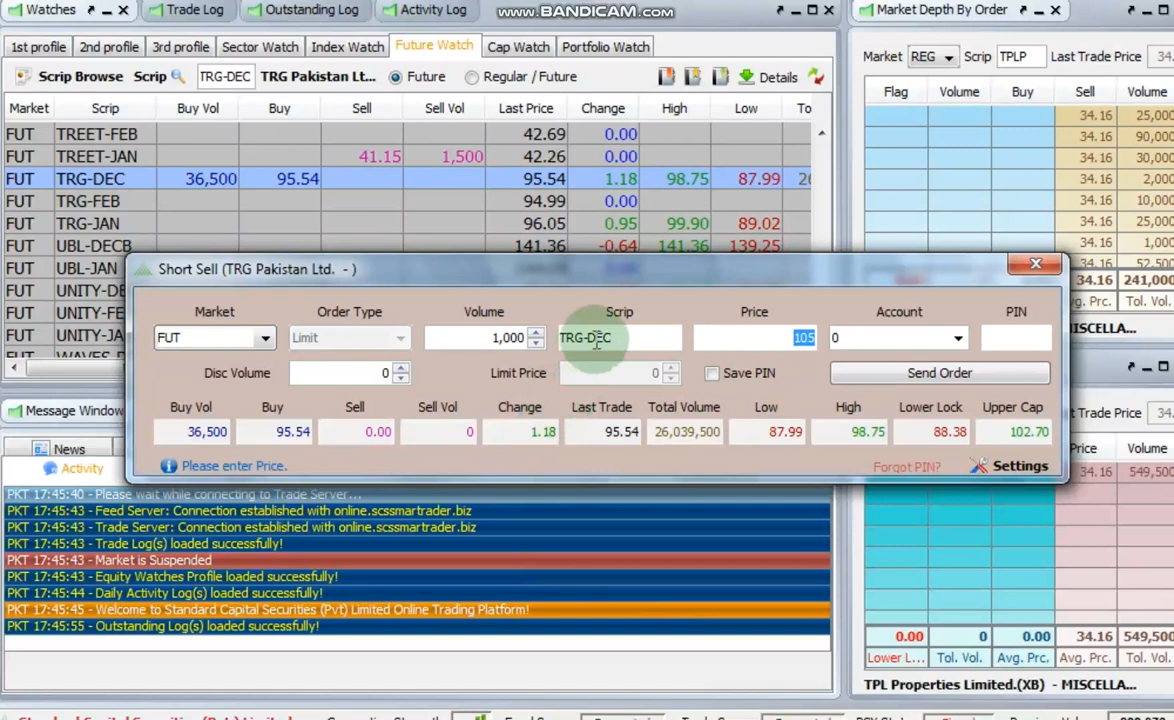 Watches
Trade Log
Outstanding Log
Activity Log
www.BANDICAM.com
Market Depth By Order
1st profile 2nd profile 3rd profile Sector Watch Index Watch Future Watch Cap Watch Portfolio Watch
Scrip Browse Scrip TRG-DEC TRG Pakistan Lt... Future Regular / Future Details
Market REG Scrip TPLP Last Trade Price 34.
Market Scrip Buy Vol Buy Sell Sell Vol Last Price Change High Low To
FUT TREET-FEB 42.69 0.00
FUT TREET-JAN 41.15 1,500 42.26 0.00
FUT TRG-DEC 36,500 95.54 95.54 1.18 98.75 87.99 26
FUT TRG-FEB 94.99 0.00
FUT TRG-JAN 96.05 0.95 99.90 89.02
FUT UBL-DECB 141.36 -0.64 141.36 139.25
FUT UBL-JAN
FUT UNITY-DE
FUT UNITY-FE
FUT UNITY-JA
Flag Volume Buy Sell Volume
34.16 25,000
34.16 90,000
34.16 30,000
34.16 2,000
34.16 10,000
34.16 25,000
34.16 1,000
34.16 52,500
34.16 241,000
vg. Prc. Tol. Vol.
MISCELLA...
Short Sell (TRG Pakistan Ltd. - )
Market Order Type Volume Scrip Price Account PIN
FUT Limit 1,000 TRG-DEC 105 0
Disc Volume 0 Limit Price 0 Save PIN Send Order
Buy Vol Buy Sell Sell Vol Change Last Trade Total Volume Low High Lower Lock Upper Cap
36,500 95.54 0.00 0 1.18 95.54 26,039,500 87.99 98.75 88.38 102.70
Please enter Price. Forgot PIN? Settings
t Trade Price 34.
Price Volume
34.16 549,500
Message Window
News
Activity
PKT 17:45:40 - Please wait while connecting to Trade Server...
PKT 17:45:43 - Feed Server: Connection established with online.scssmartrader.biz
PKT 17:45:43 - Trade Server: Connection established with online.scssmartrader.biz
PKT 17:45:43 - Trade Log(s) loaded successfully!
PKT 17:45:43 - Market is Suspended
PKT 17:45:43 - Equity Watches Profile loaded successfully!
PKT 17:45:44 - Daily Activity Log(s) loaded successfully!
PKT 17:45:45 - Welcome to Standard Capital Securities (Pvt) Limited Online Trading Platform!
PKT 17:45:55 - Outstanding Log(s) loaded successfully!
0.00 0 0.00 34.16 549,500
Lower L... Tol. Vol. Avg. Prc. Avg. Prc. Tol. Vol.
TPL Properties Limited.(XB) - MISCELLA...